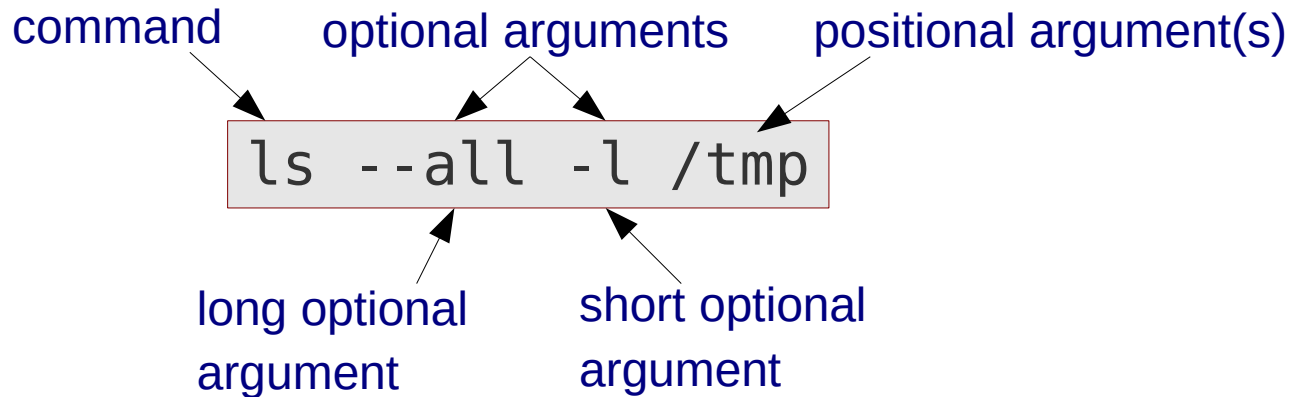 command optional arguments positional argument(s)
ls --all -l /tmp
long optional
argument
short optional
argument